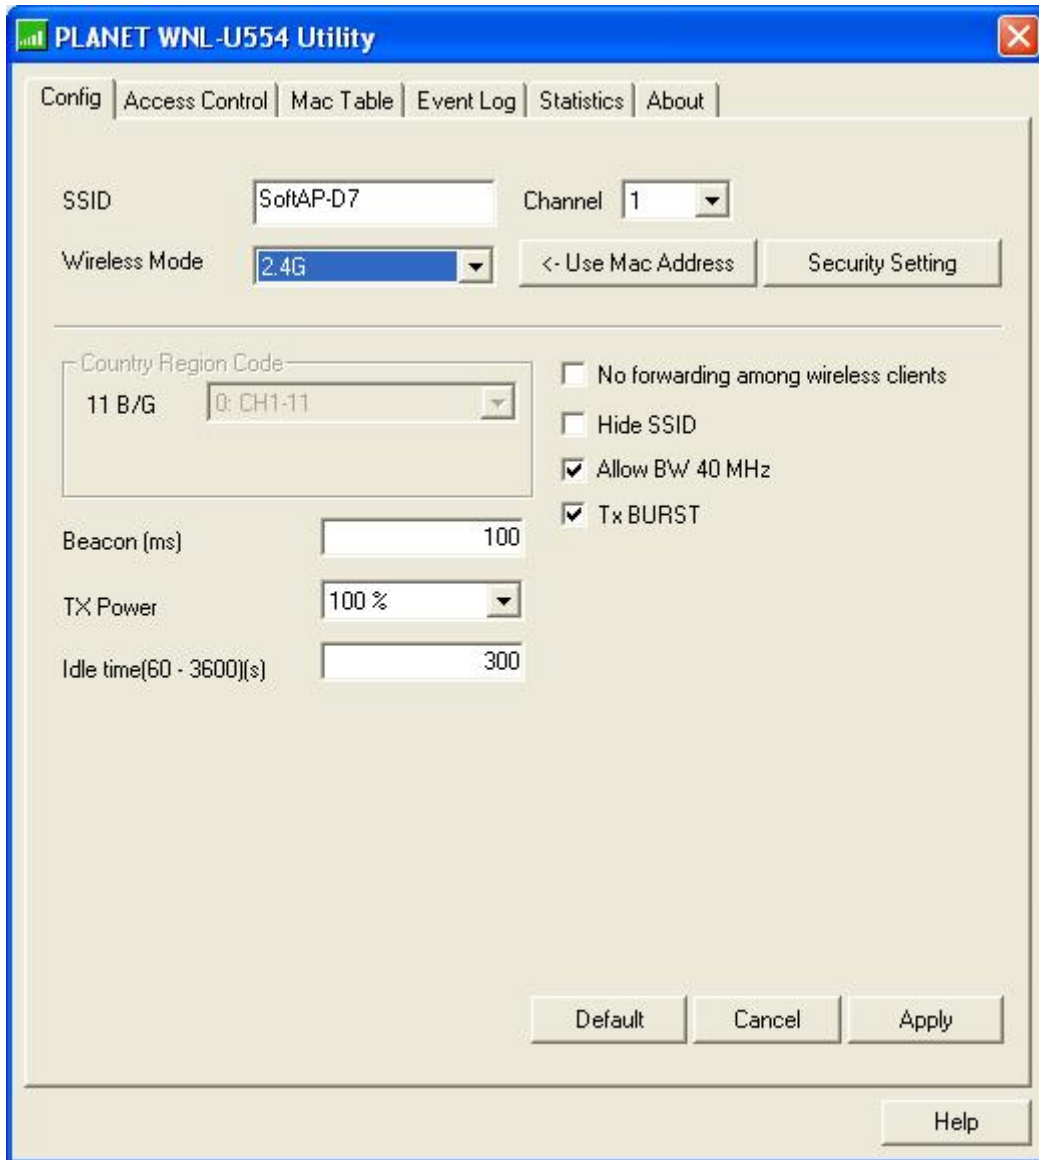 PLANET WNL-U554 Utility
Config Access Control Mac Table Event Log Statistics About
SSID SoftAP-D7 Channel 1
Wireless Mode 2.4G <- Use Mac Address Security Setting
Country Region Code
11 B/G 0: CH1-11
No forwarding among wireless clients
Hide SSID
Allow BW 40 MHz
Tx BURST
Beacon (ms) 100
TX Power 100 %
Idle time(60 - 3600)(s) 300
Default Cancel Apply
Help